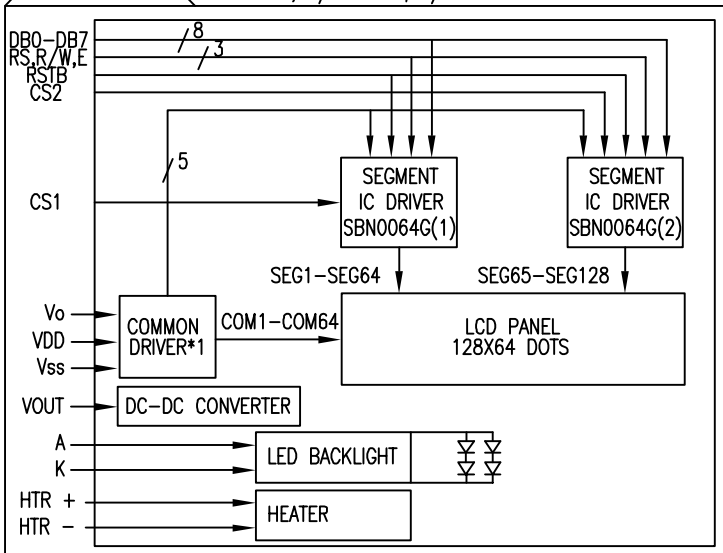 DB0-DB7
8
RS,R/W,E
3
RSTB
CS2
5
CS1
SEGMENT
IC DRIVER
SBN0064G(1)
SEGMENT
IC DRIVER
SBN0064G(2)
SEG1-SEG64
SEG65-SEG128
Vo
VDD
Vss
COMMON
DRIVER*1
COM1-COM64
LCD PANEL
128X64 DOTS
VOUT
DC-DC CONVERTER
A
K
LED BACKLIGHT
HTR +
HTR -
HEATER